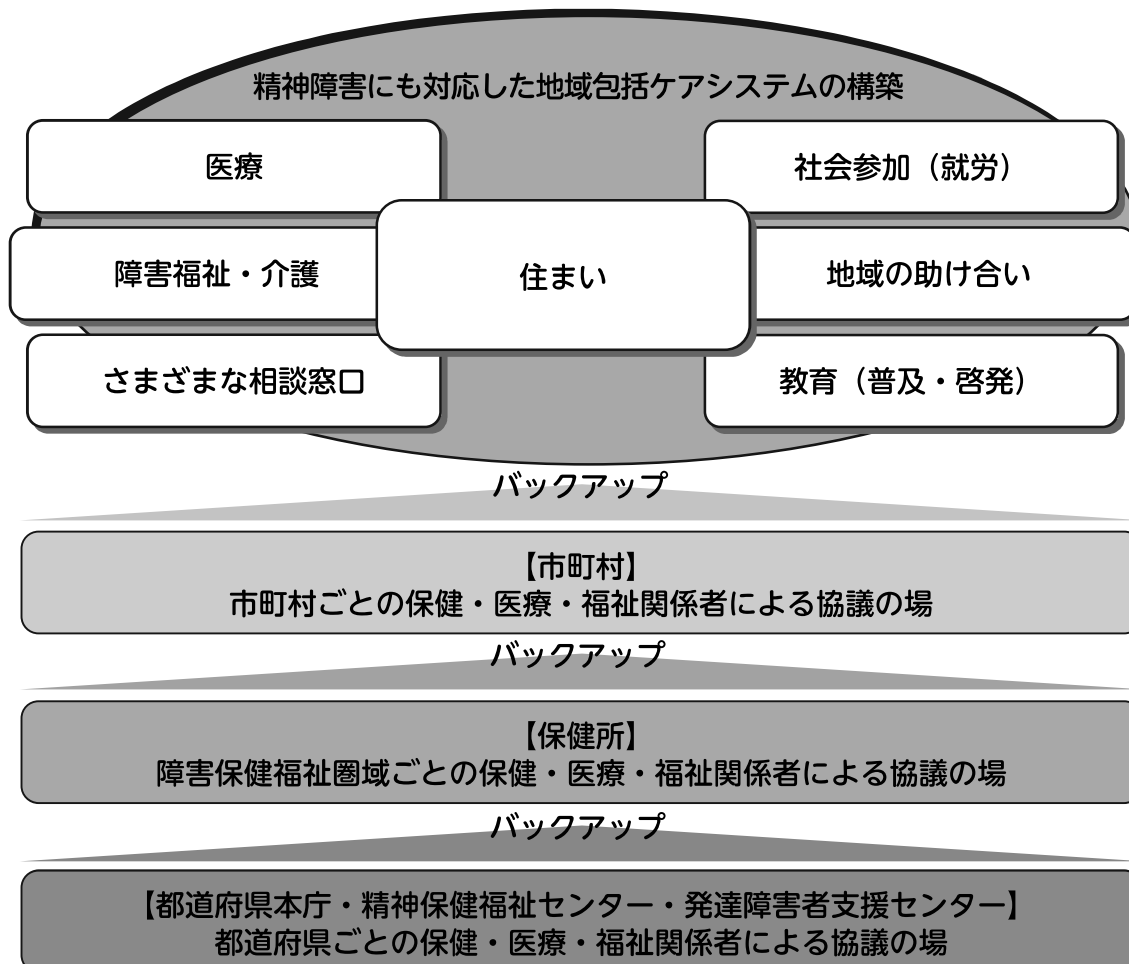 精神障害にも対応した地域包括ケアシステムの構築
医療
社会参加（就労）
障害福祉・介護
住まい
地域の助け合い
さまざまな相談窓口
教育（普及・啓発）
バックアップ
【市町村】
市町村ごとの保健・医療・福祉関係者による協議の場
バックアップ
【保健所】
障害保健福祉圏域ごとの保健・医療・福祉関係者による協議の場
バックアップ
【都道府県本庁・精神保健福祉センター・発達障害者支援センター】
都道府県ごとの保健・医療・福祉関係者による協議の場